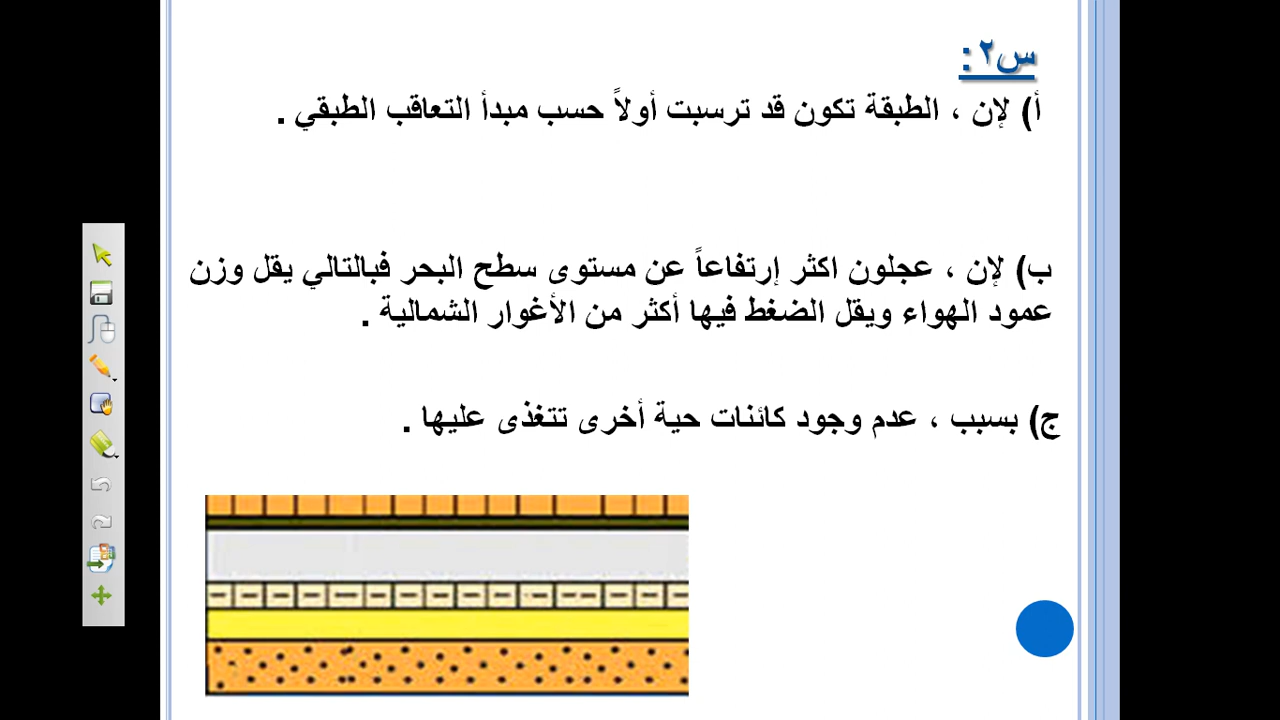 س٢ :
أ) لإن ، الطبقة تكون قد ترسبت أولاً حسب مبدأ التعاقب الطبقي .
ب) لإن ، عجلون اكثر إرتفاعاً عن مستوى سطح البحر فبالتالي يقل وزن
عمود الهواء ويقل الضغط فيها أكثر من الأغوار الشمالية .
ج) بسبب ، عدم وجود كائنات حية أخرى تتغذى عليها .